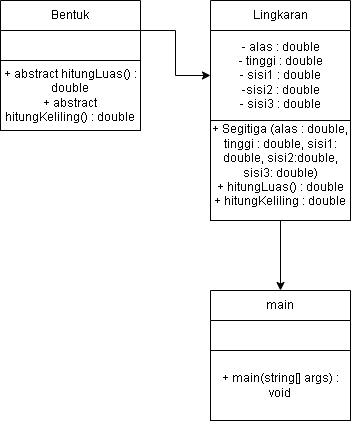 Bentuk
+ abstract hitungLuas() :
double
+ abstract
hitungKeliling() : double
Lingkaran
- alas : double
- tinggi : double
- sisi1 : double
-sisi2 : double
- sisi3 : double
+ Segitiga (alas : double,
tinggi : double, sisi1:
double, sisi2:double,
sisi3: double)
+ hitungLuas() : double
+ hitungKeliling : double
main
+ main(string[] args) :
void